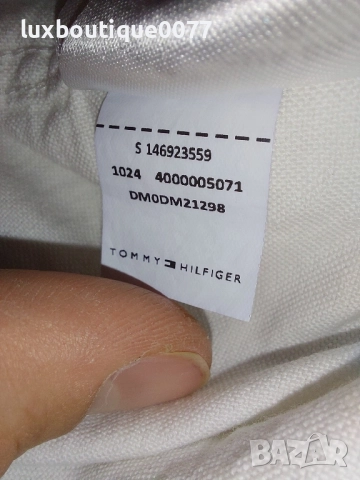 luxboutique0077
S 146923559
1024 4000005071
DM0DM21298
TOMMY HILFIGER
BAZAR